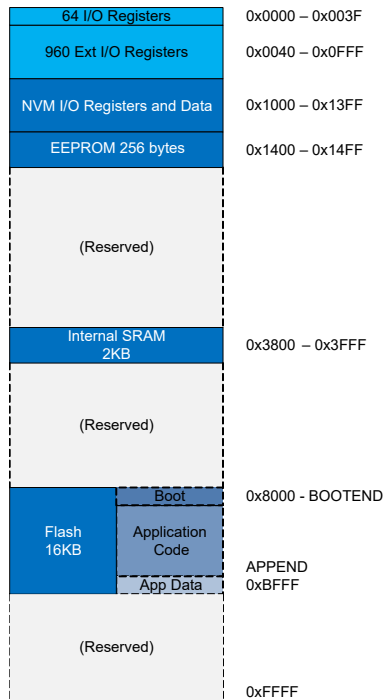 64 I/O Registers 0x0000 – 0x003F
960 Ext I/O Registers 0x0040 – 0x0FFF
NVM I/O Registers and Data 0x1000 – 0x13FF
EEPROM 256 bytes 0x1400 – 0x14FF
(Reserved)
Internal SRAM
2KB
0x3800 – 0x3FFF
(Reserved)
Boot 0x8000 - BOOTEND
Flash
16KB
Application
Code
APPEND
App Data 0xBFFF
(Reserved)
0xFFFF